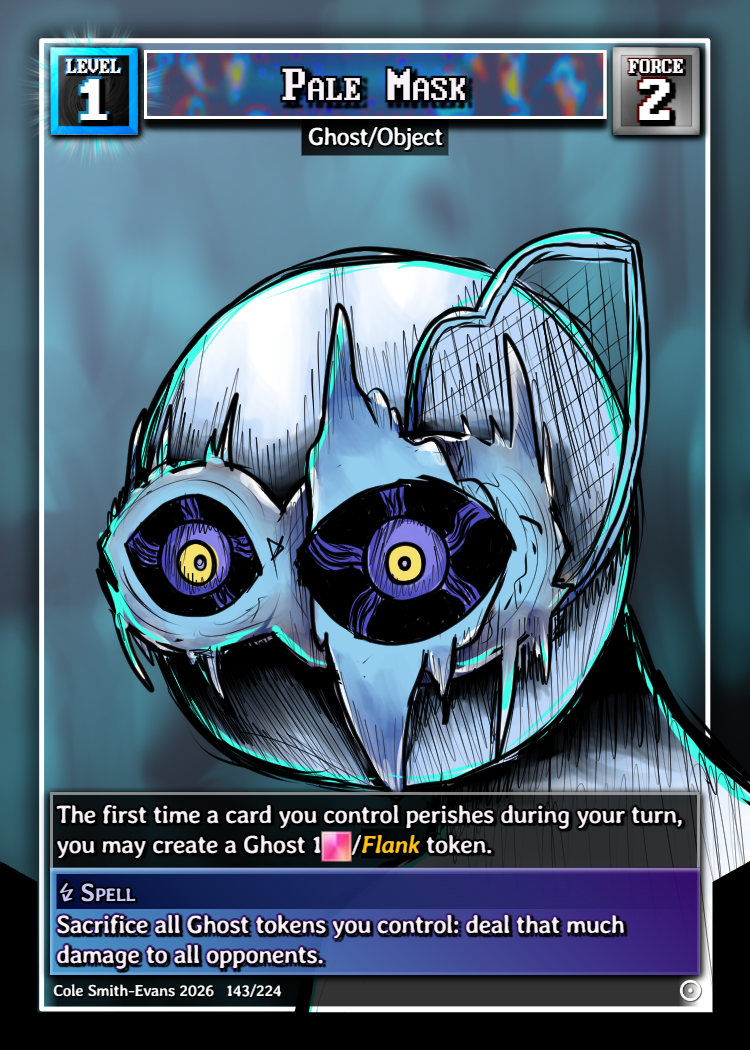 LEVEL
1
PALE MASK
FORCE
2
Ghost/Object
The first time a card you control perishes during your turn,
you may create a Ghost 1/Flank token.
SPELL
Sacrifice all Ghost tokens you control: deal that much
damage to all opponents.
Cole Smith-Evans 2026 143/224